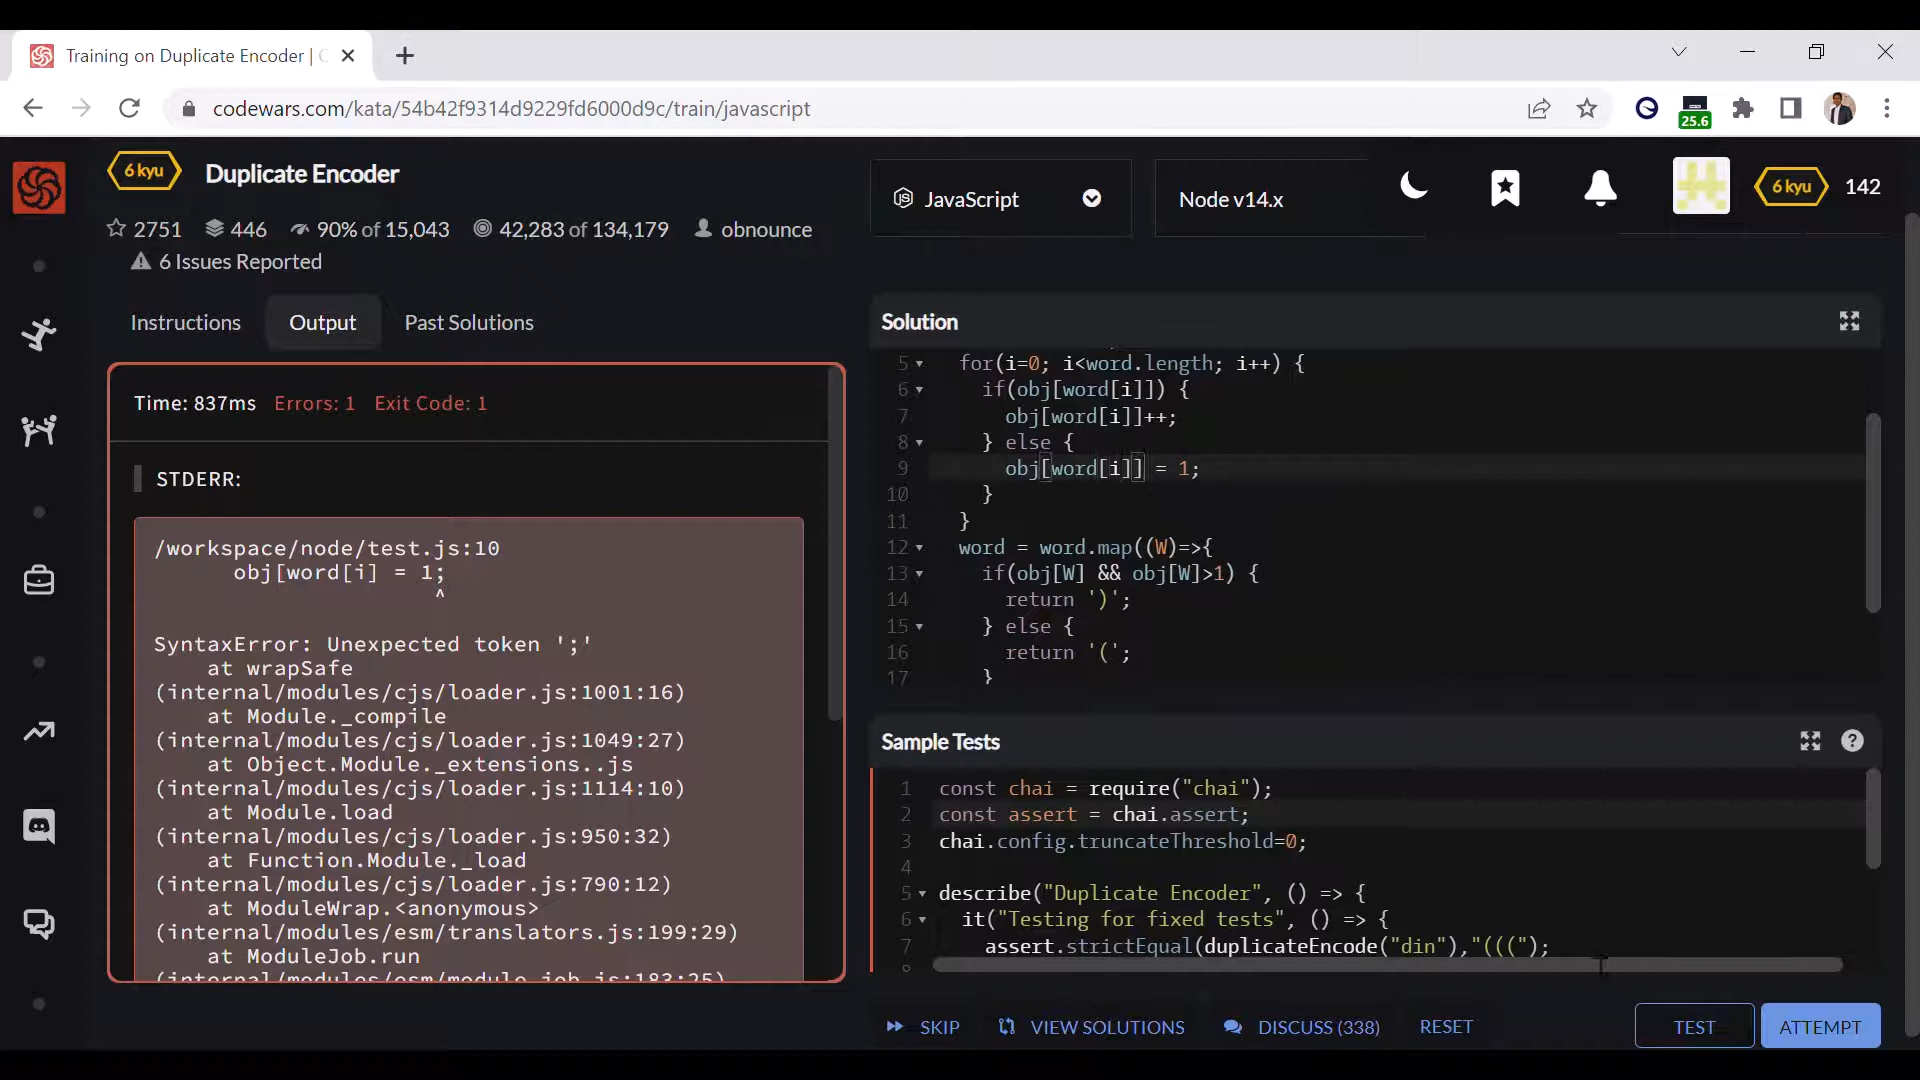 Training on Duplicate Encoder |
codewars.com/kata/54b42f9314d9229fd6000d9c/train/javascript
25.6
6 kyu
Duplicate Encoder
2751
446
90% of 15,043
42,283 of 134,179
obnounce
6 Issues Reported
JavaScript
Node v14.x
6 kyu
142
Instructions
Output
Past Solutions
Time: 837ms Errors: 1 Exit Code: 1
STDERR:
/workspace/node/test.js:10
obj[word[i] = 1;
^
SyntaxError: Unexpected token ';'
at wrapSafe
(internal/modules/cjs/loader.js:1001:16)
at Module._compile
(internal/modules/cjs/loader.js:1049:27)
at Object.Module._extensions..js
(internal/modules/cjs/loader.js:1114:10)
at Module.load
(internal/modules/cjs/loader.js:950:32)
at Function.Module._load
(internal/modules/cjs/loader.js:790:12)
at ModuleWrap.<anonymous>
(internal/modules/esm/translators.js:199:29)
at ModuleJob.run
(internal/modules/esm/module_job.js:183:25)
Solution
5 for(i=0; i<word.length; i++) {
6 if(obj[word[i]]) {
7 obj[word[i]]++;
8 } else {
9 obj[word[i]] = 1;
10 }
11 }
12 word = word.map((W)=>{
13 if(obj[W] && obj[W]>1) {
14 return ')';
15 } else {
16 return '(';
17 }
Sample Tests
1 const chai = require("chai");
2 const assert = chai.assert;
3 chai.config.truncateThreshold=0;
4
5 describe("Duplicate Encoder", () => {
6 it("Testing for fixed tests", () => {
7 assert.strictEqual(duplicateEncode("din"),"(((");
SKIP
VIEW SOLUTIONS
DISCUSS (338)
RESET
TEST
ATTEMPT